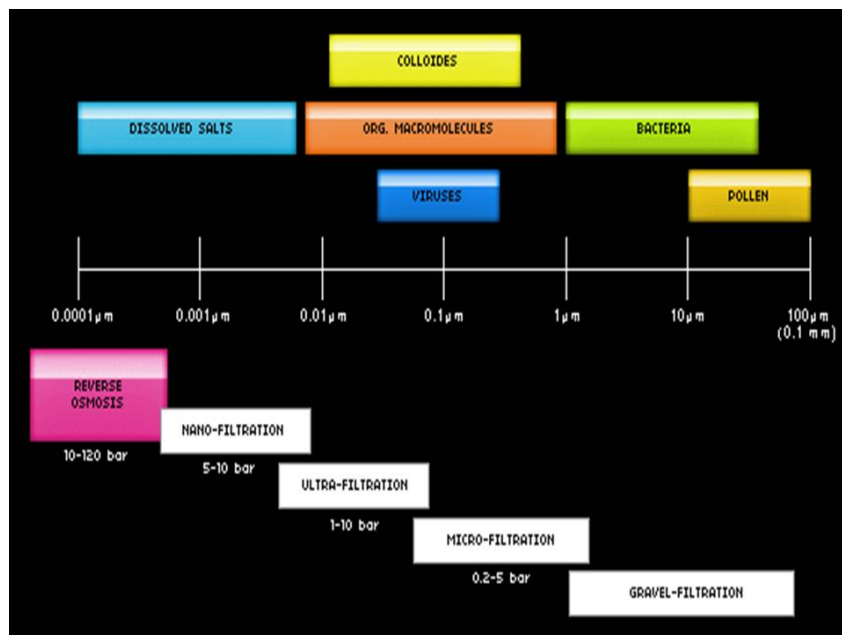 COLLOIDES
DISSOLVED SALTS
ORG. MACROMOLECULES
BACTERIA
VIRUSES
POLLEN
0.0001µm
0.001µm
0.01µm
0.1µm
1µm
10µm
100µm
(0.1 mm)
REVERSE
OSMOSIS
10-120 bar
NANO-FILTRATION
5-10 bar
ULTRA-FILTRATION
1-10 bar
MICRO-FILTRATION
0.2-5 bar
GRAVEL-FILTRATION